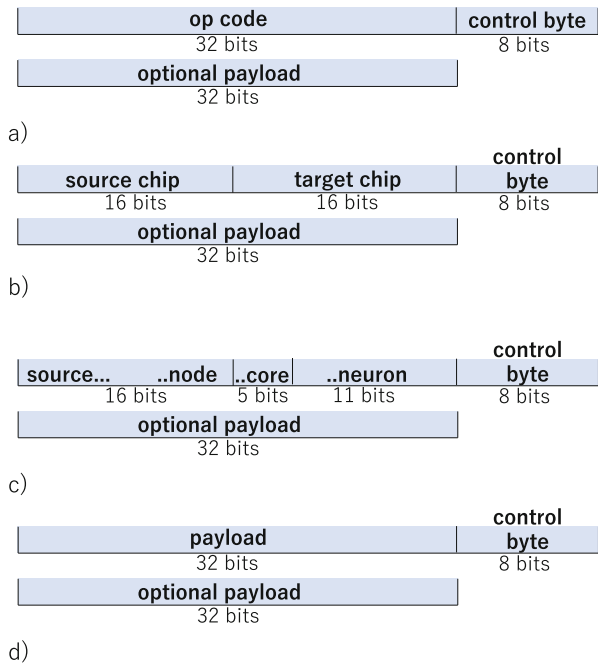 op code control byte
32 bits 8 bits
optional payload
32 bits
a)
control
source chip target chip byte
16 bits 16 bits 8 bits
optional payload
32 bits
b)
control
source... ..node ..core ..neuron byte
16 bits 5 bits 11 bits 8 bits
optional payload
32 bits
c)
control
payload byte
32 bits 8 bits
optional payload
32 bits
d)